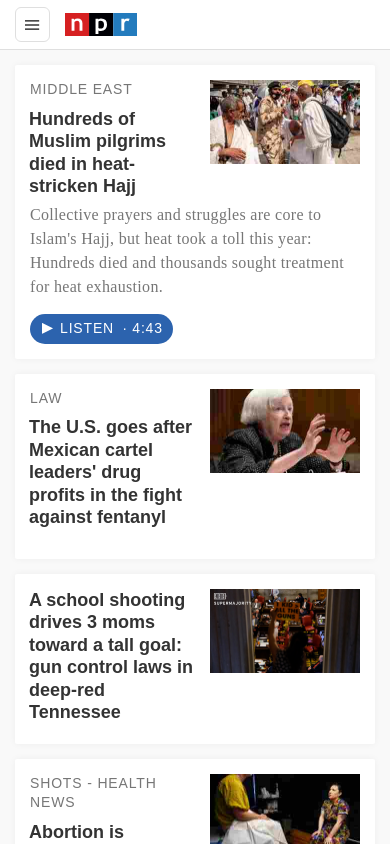 npr
MIDDLE EAST
Hundreds of
Muslim pilgrims
died in heat-
stricken Hajj
Collective prayers and struggles are core to
Islam's Hajj, but heat took a toll this year:
Hundreds died and thousands sought treatment
for heat exhaustion.
LISTEN · 4:43
LAW
The U.S. goes after
Mexican cartel
leaders' drug
profits in the fight
against fentanyl
A school shooting
drives 3 moms
toward a tall goal:
gun control laws in
deep-red
Tennessee
SUPERMAJORITY
SHOTS - HEALTH
NEWS
Abortion is